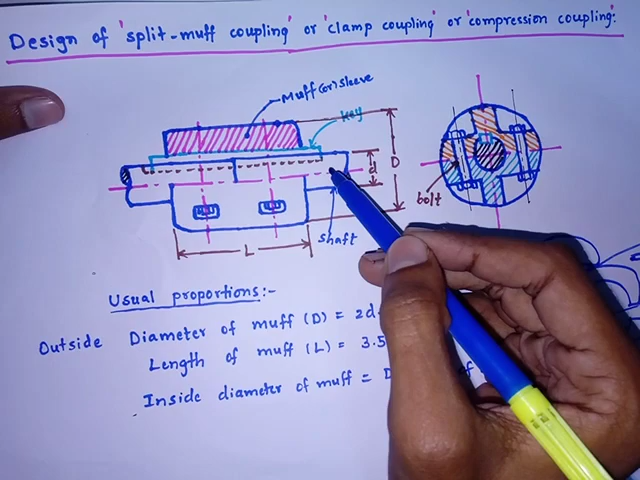 Design of 'split-muff coupling' or 'clamp coupling' or 'compression coupling':
Muff (or) sleeve
key
d
D
bolt
shaft
L
Usual proportions:-
Outside Diameter of muff (D) = 2d
Length of muff (L) = 3.5
Inside diameter of muff = D